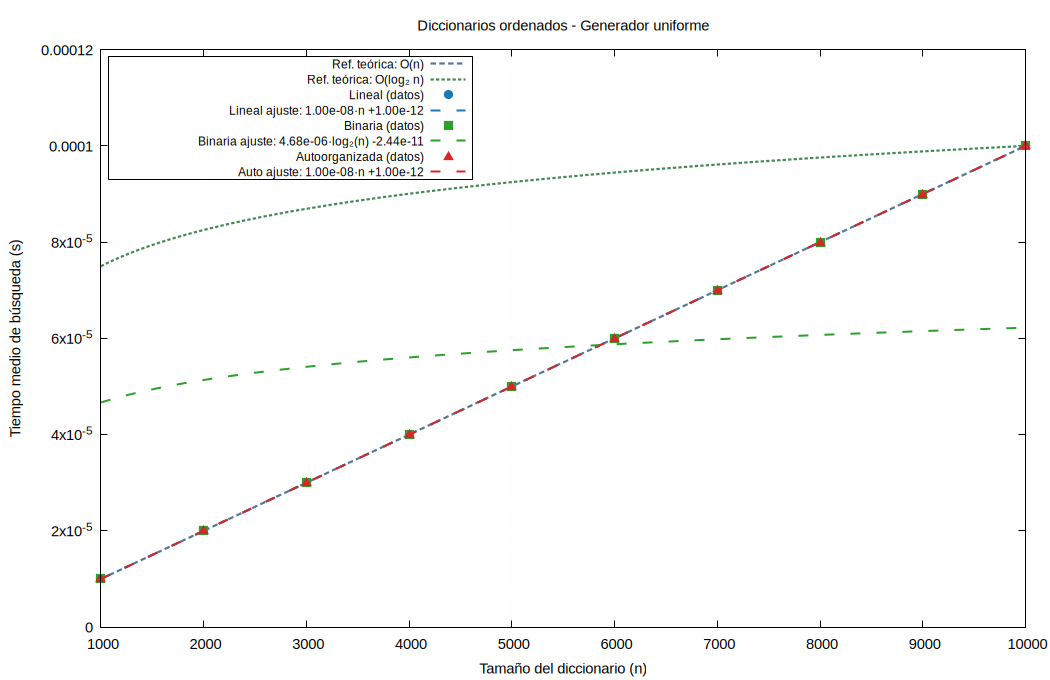 Diccionarios ordenados - Generador uniforme
0.00012
0.0001
8x10⁻⁵
6x10⁻⁵
4x10⁻⁵
2x10⁻⁵
0
Tiempo medio de búsqueda (s)
Ref. teórica: O(n)
Ref. teórica: O(log₂ n)
Lineal (datos)
Lineal ajuste: 1.00e-08·n +1.00e-12
Binaria (datos)
Binaria ajuste: 4.68e-06·log₂(n) -2.44e-11
Autoorganizada (datos)
Auto ajuste: 1.00e-08·n +1.00e-12
1000 2000 3000 4000 5000 6000 7000 8000 9000 10000
Tamaño del diccionario (n)